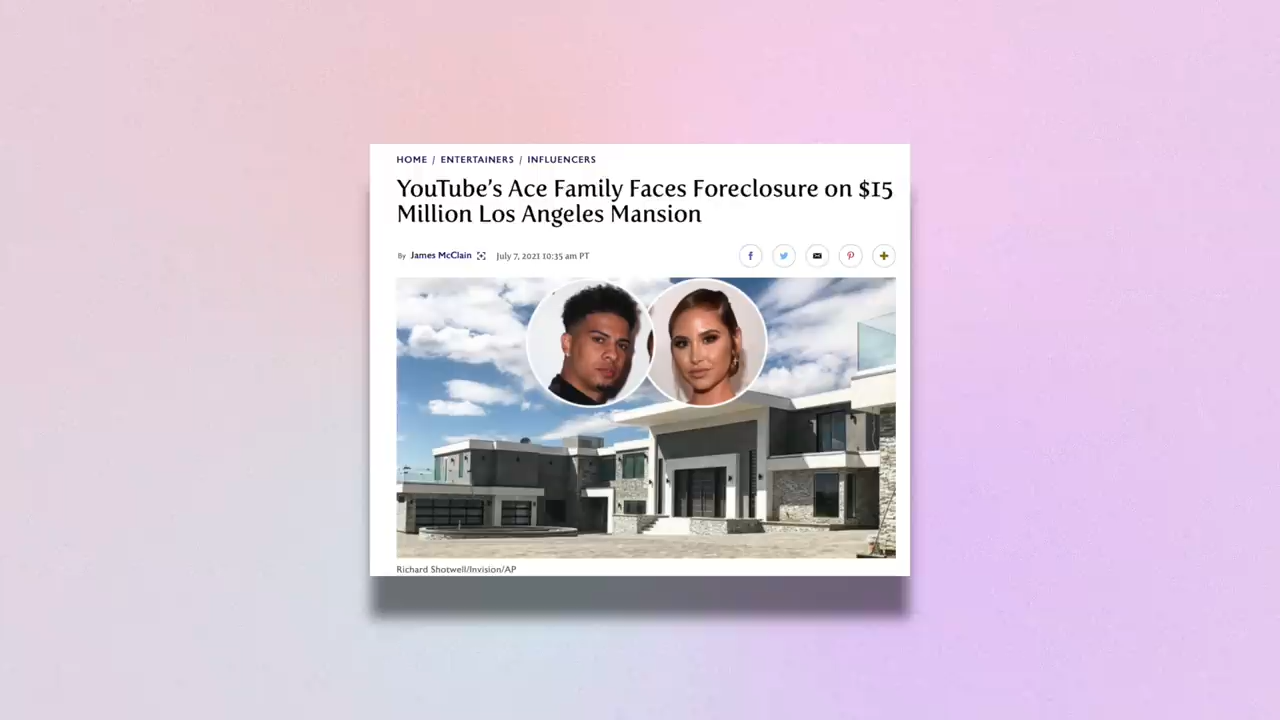 HOME / ENTERTAINERS / INFLUENCERS
YouTube's Ace Family Faces Foreclosure on $15
Million Los Angeles Mansion
By James McClain July 7, 2021 10:35 am PT
Richard Shotwell/Invision/AP